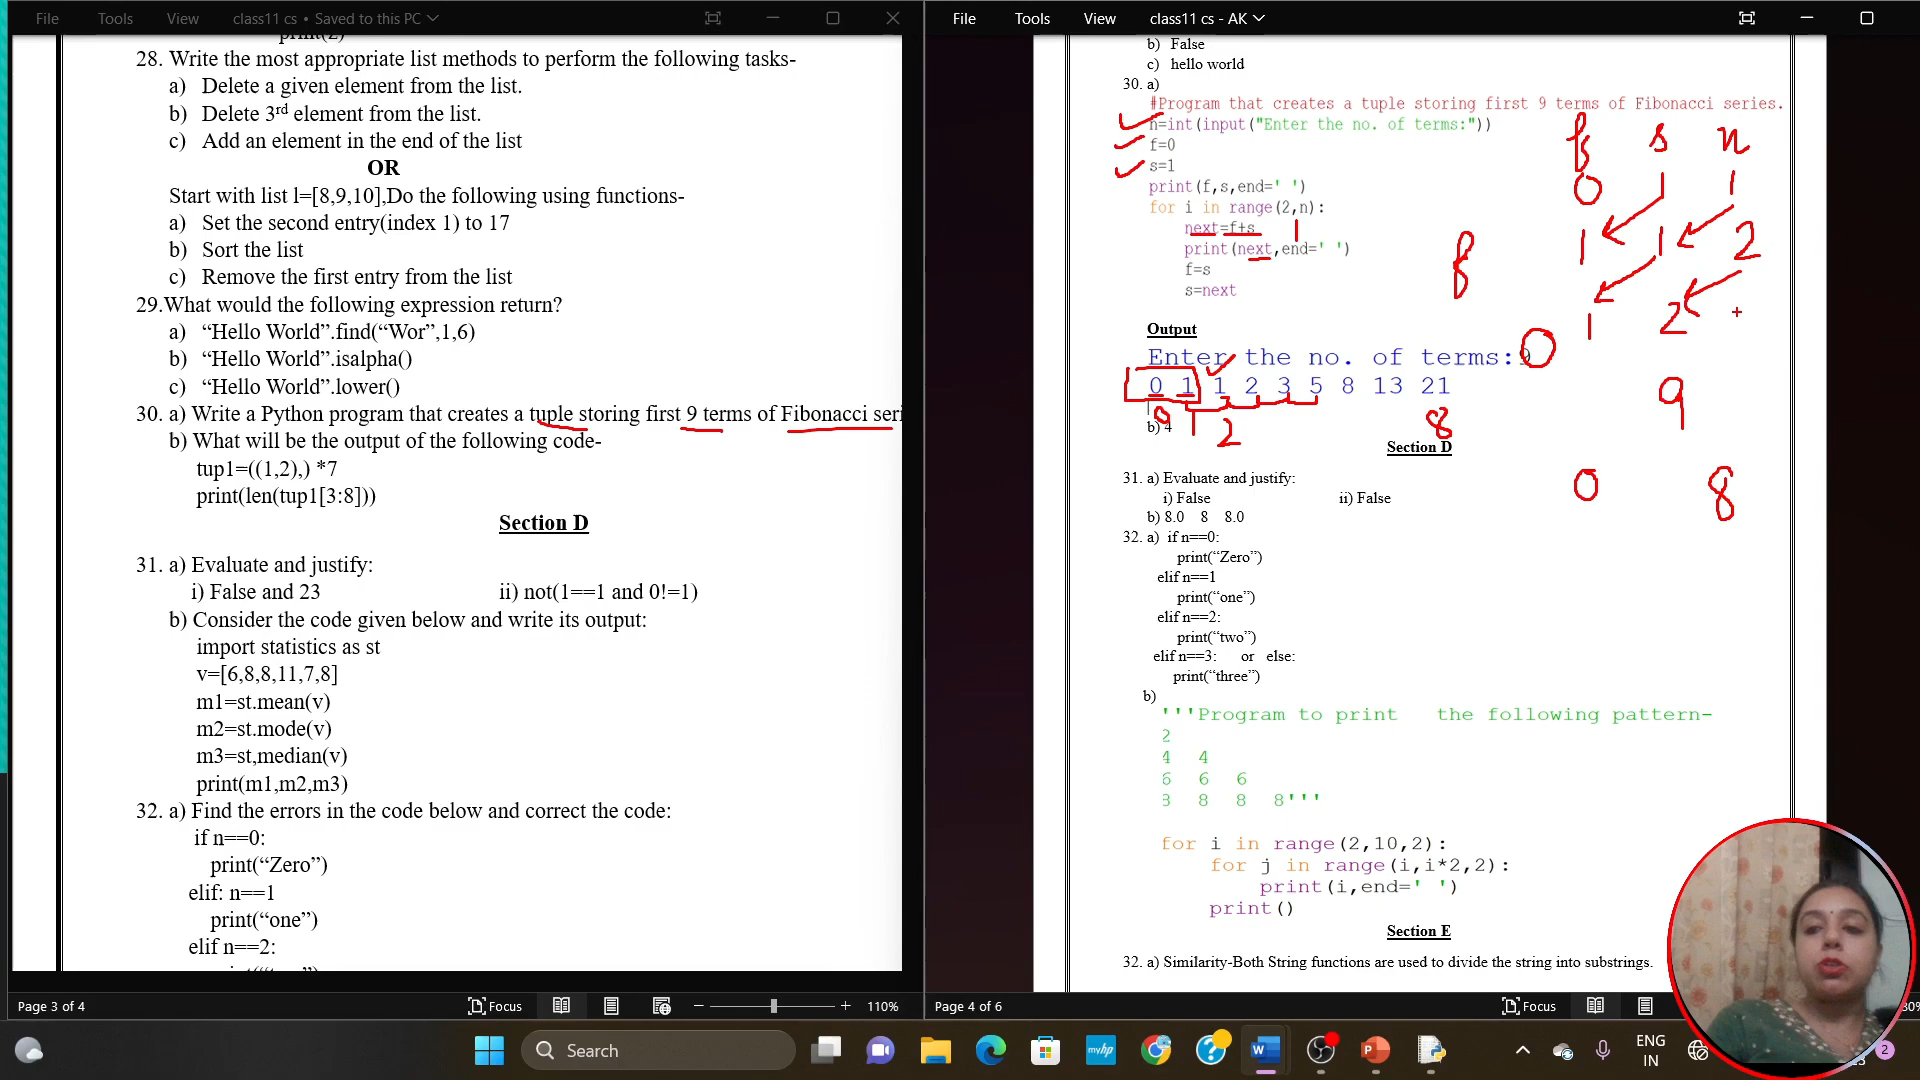 File Tools View class11 cs • Saved to this PC
print(2)
28. Write the most appropriate list methods to perform the following tasks-
a) Delete a given element from the list.
b) Delete 3rd element from the list.
c) Add an element in the end of the list
OR
Start with list l=[8,9,10],Do the following using functions-
a) Set the second entry(index 1) to 17
b) Sort the list
c) Remove the first entry from the list
29.What would the following expression return?
a) “Hello World”.find(“Wor”,1,6)
b) “Hello World”.isalpha()
c) “Hello World”.lower()
30. a) Write a Python program that creates a tuple storing first 9 terms of Fibonacci seri
b) What will be the output of the following code-
tup1=((1,2),) *7
print(len(tup1[3:8]))
Section D
31. a) Evaluate and justify:
i) False and 23 ii) not(1==1 and 0!=1)
b) Consider the code given below and write its output:
import statistics as st
v=[6,8,8,11,7,8]
m1=st.mean(v)
m2=st.mode(v)
m3=st,median(v)
print(m1,m2,m3)
32. a) Find the errors in the code below and correct the code:
if n==0:
print(“Zero”)
elif: n==1
print(“one”)
elif n==2:
Page 3 of 4 Focus 110%
File Tools View class11 cs - AK
b) False
c) hello world
30. a)
#Program that creates a tuple storing first 9 terms of Fibonacci series.
n=int(input("Enter the no. of terms:"))
f=0
s=1
print(f,s,end=' ')
for i in range(2,n):
next=f+s
print(next,end=' ')
f=s
s=next
f s n
0 1 1
1 1 2
1 2
1
f
Output
Enter the no. of terms:9
0 1 1 2 3 5 8 13 21
0
9
1 2 8
0 8
b) 4
Section D
31. a) Evaluate and justify:
i) False ii) False
b) 8.0 8 8.0
32. a) if n==0:
print(“Zero”)
elif n==1
print(“one”)
elif n==2:
print(“two”)
elif n==3: or else:
print(“three”)
b)
'''Program to print the following pattern-
2
4 4
6 6 6
8 8 8 8'''
for i in range(2,10,2):
for j in range(i,i*2,2):
print(i,end=' ')
print()
Section E
32. a) Similarity-Both String functions are used to divide the string into substrings.
Page 4 of 6 Focus
Search
myhp
ENG
IN
2